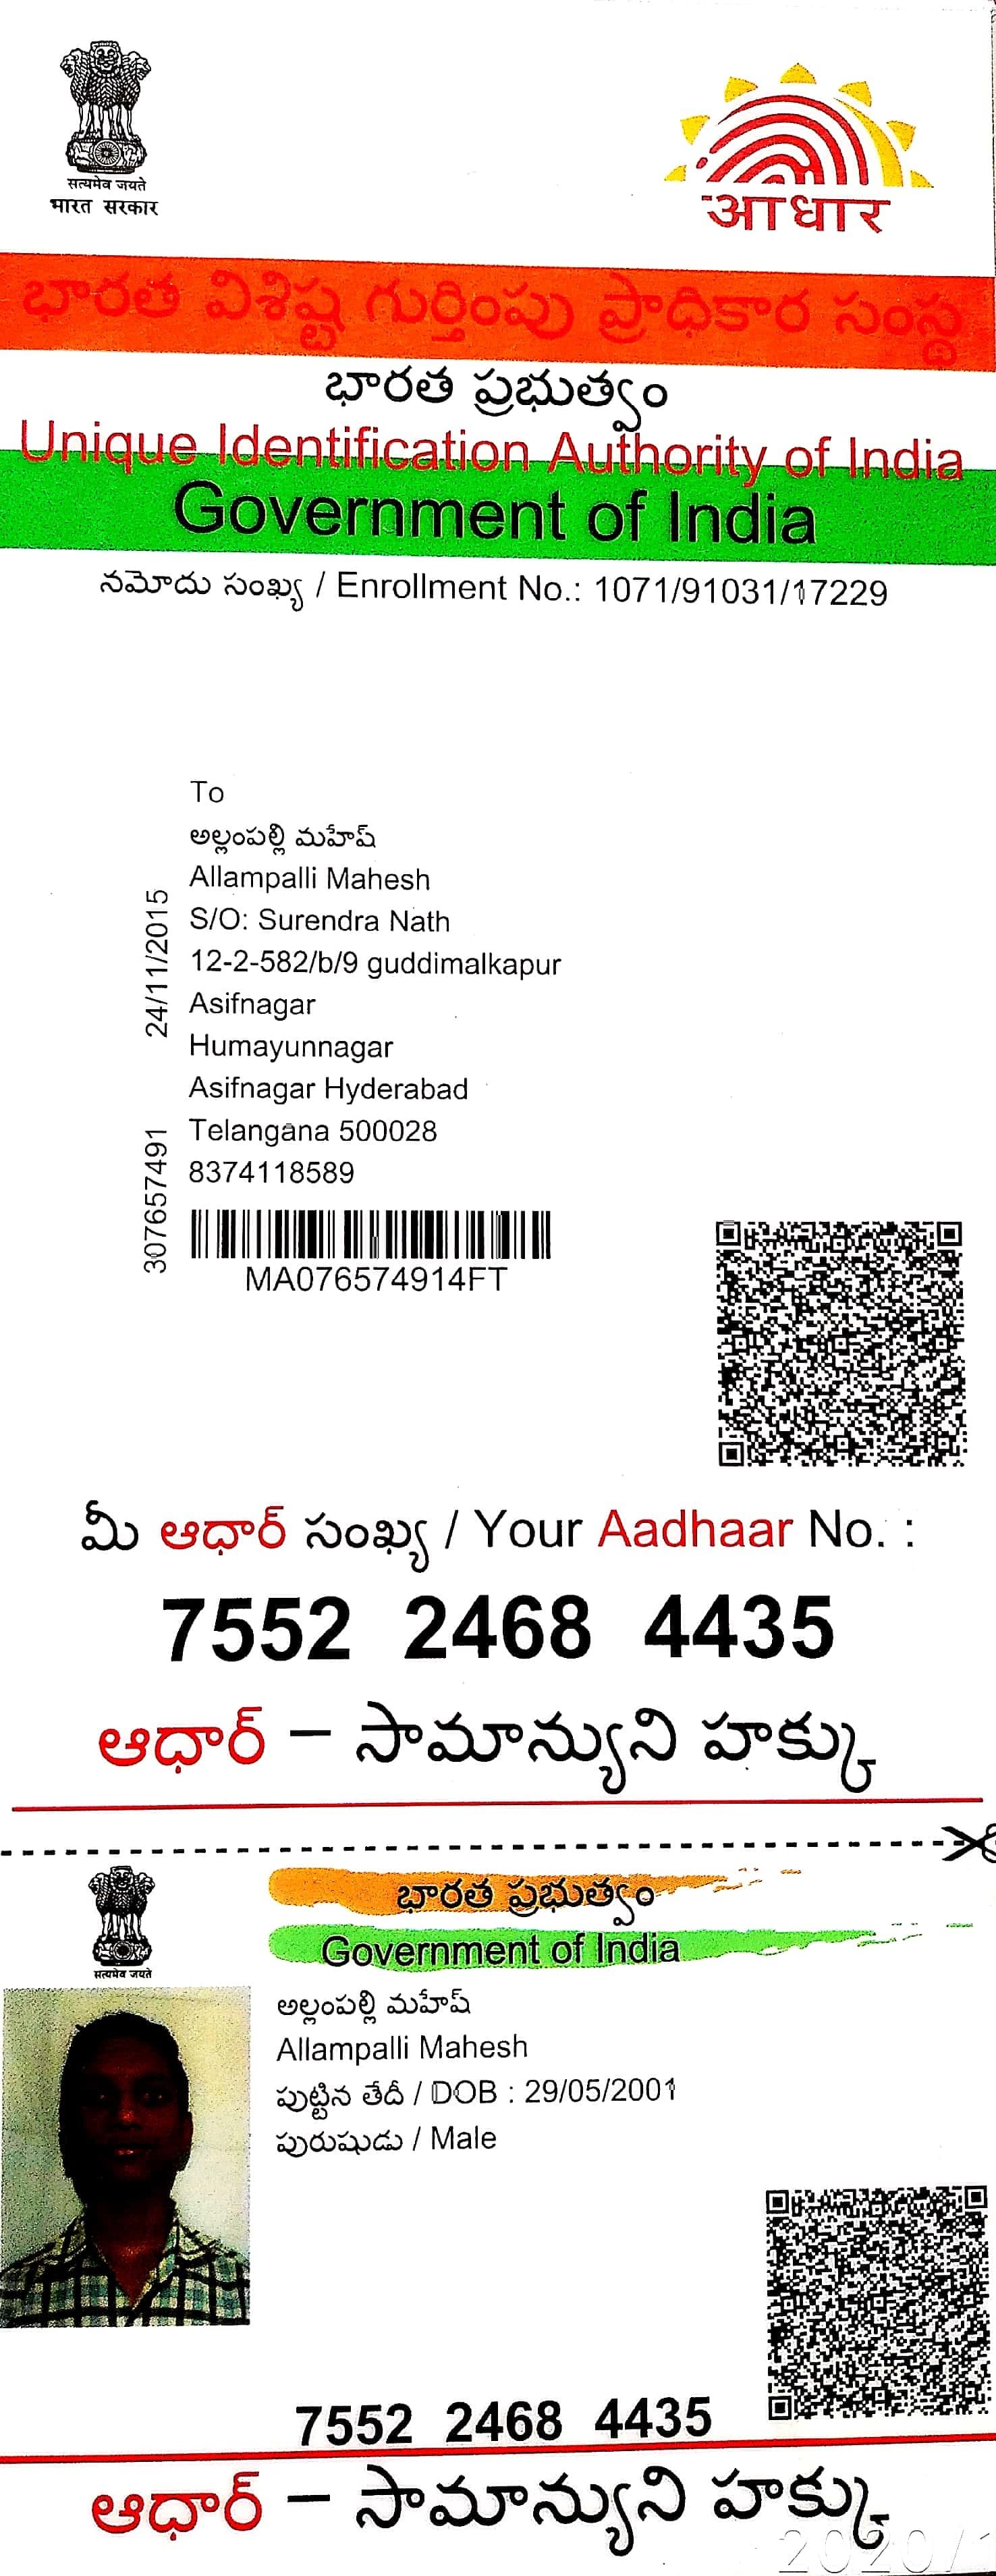 सत्यमेव जयते
भारत सरकार
आधार
భారత విశిష్ట గుర్తింపు ప్రాధికార సంస్థ
భారత ప్రభుత్వం
Unique Identification Authority of India
Government of India
నమోదు సంఖ్య / Enrollment No.: 1071/91031/17229
To
అల్లంపల్లి మహేష్
Allampalli Mahesh
S/O: Surendra Nath
12-2-582/b/9 guddimalkapur
Asifnagar
Humayunnagar
Asifnagar Hyderabad
Telangana 500028
8374118589
24/11/2015
307657491
MA076574914FT
మీ ఆధార్ సంఖ్య / Your Aadhaar No. :
7552 2468 4435
ఆధార్ – సామాన్యుని హక్కు
सत्यमेव जयते
భారత ప్రభుత్వం
Government of India
అల్లంపల్లి మహేష్
Allampalli Mahesh
పుట్టిన తేదీ / DOB : 29/05/2001
పురుషుడు / Male
7552 2468 4435
ఆధార్ – సామాన్యుని హక్కు
2020/1